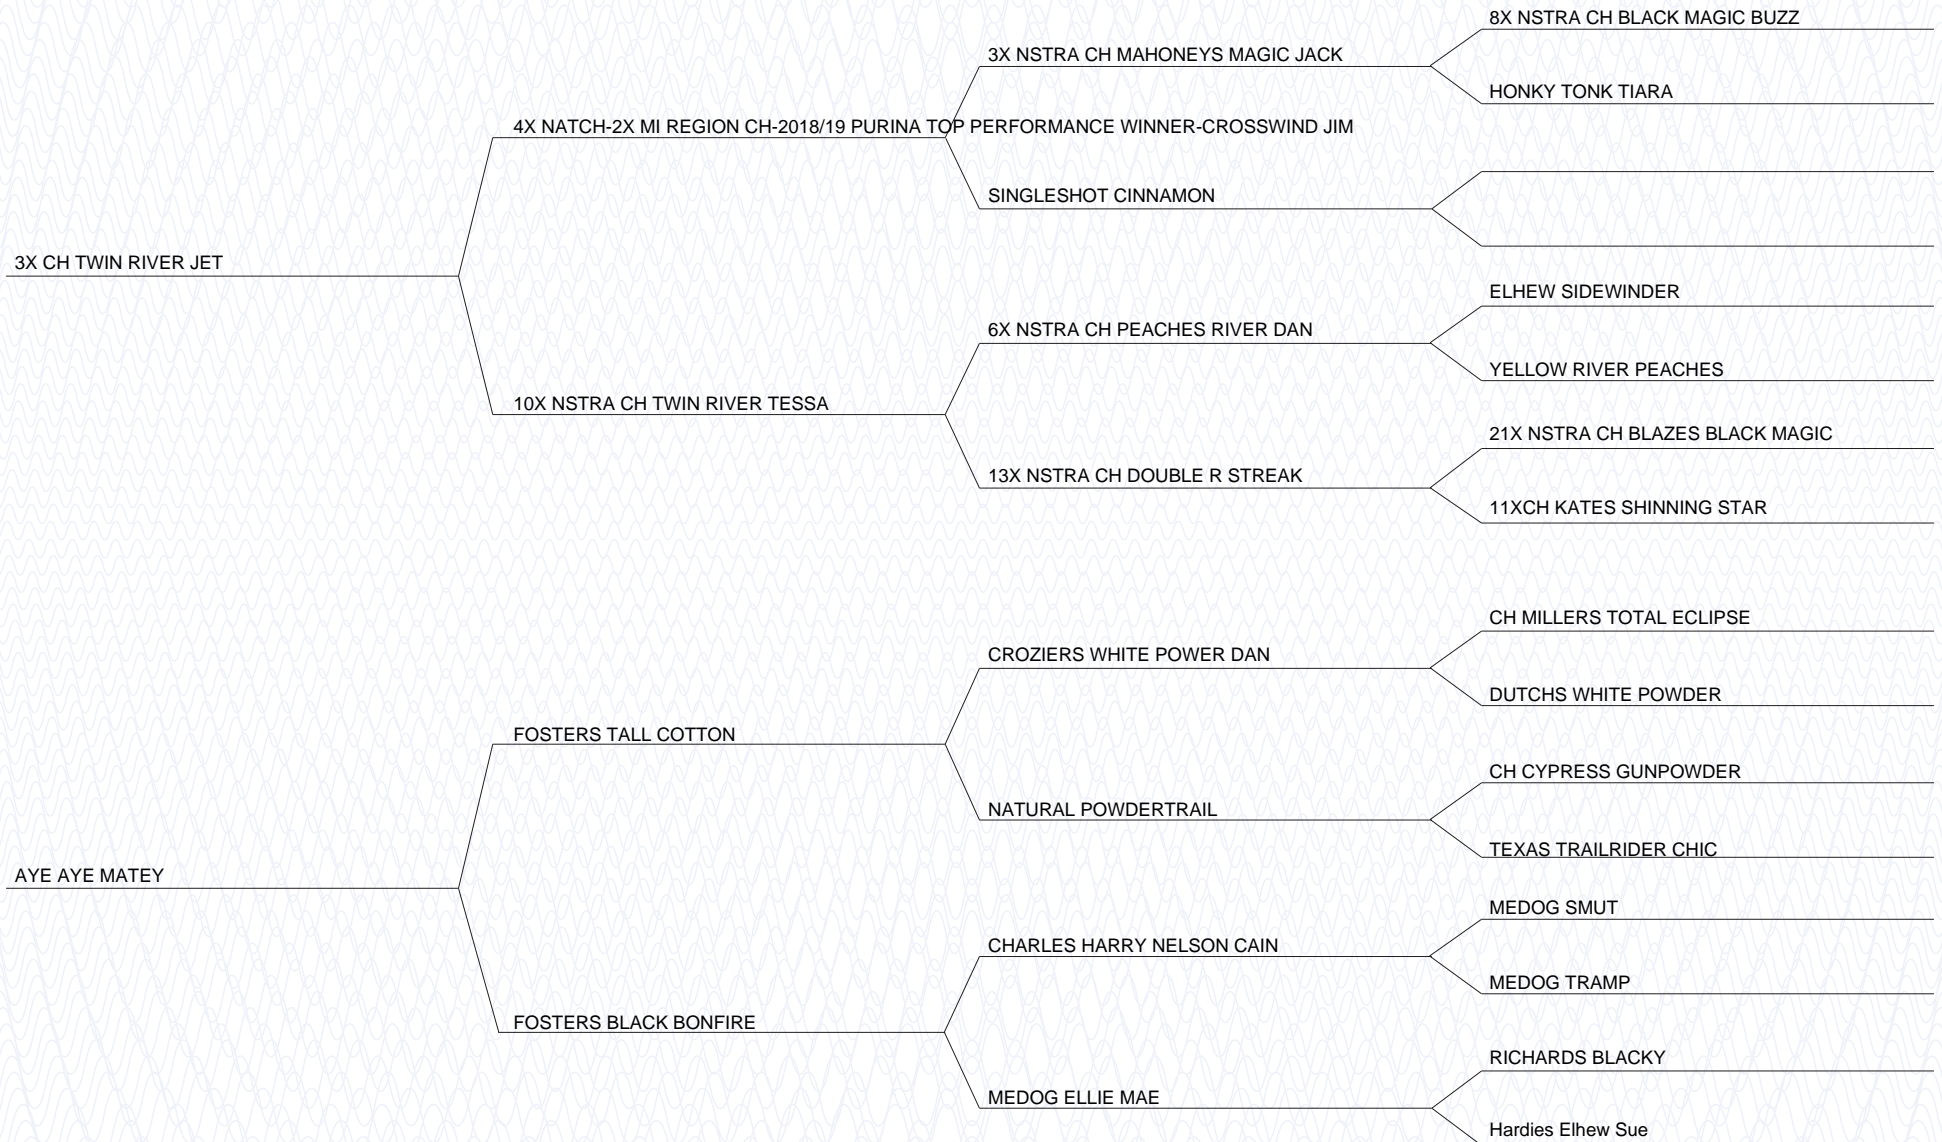 8X NSTRA CH BLACK MAGIC BUZZ
3X NSTRA CH MAHONEYS MAGIC JACK
HONKY TONK TIARA
4X NATCH-2X MI REGION CH-2018/19 PURINA TOP PERFORMANCE WINNER-CROSSWIND JIM
SINGLESHOT CINNAMON
3X CH TWIN RIVER JET
ELHEW SIDEWINDER
6X NSTRA CH PEACHES RIVER DAN
YELLOW RIVER PEACHES
10X NSTRA CH TWIN RIVER TESSA
21X NSTRA CH BLAZES BLACK MAGIC
13X NSTRA CH DOUBLE R STREAK
11XCH KATES SHINNING STAR
CH MILLERS TOTAL ECLIPSE
CROZIERS WHITE POWER DAN
DUTCHS WHITE POWDER
FOSTERS TALL COTTON
CH CYPRESS GUNPOWDER
NATURAL POWDERTRAIL
TEXAS TRAILRIDER CHIC
AYE AYE MATEY
MEDOG SMUT
CHARLES HARRY NELSON CAIN
MEDOG TRAMP
FOSTERS BLACK BONFIRE
RICHARDS BLACKY
MEDOG ELLIE MAE
Hardies Elhew Sue